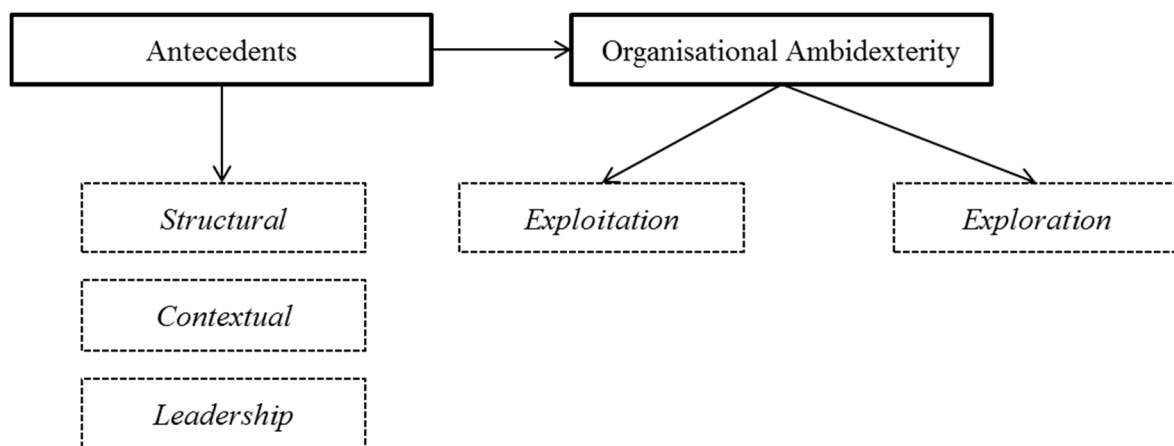 Antecedents
Organisational Ambidexterity
Structural
Exploitation
Exploration
Contextual
Leadership